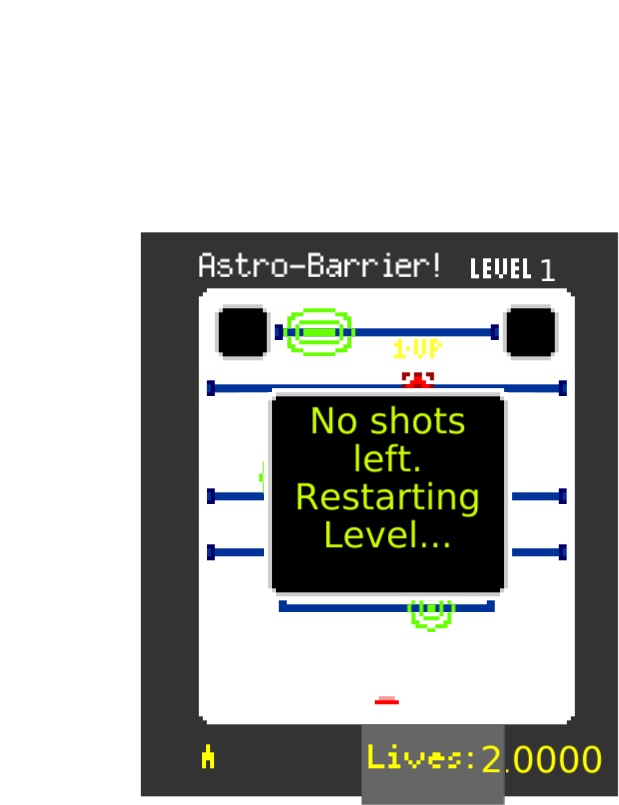 Astro-Barrier! LEVEL 1
1-UP
No shots
left.
Restarting
Level...
Lives: 2.0000